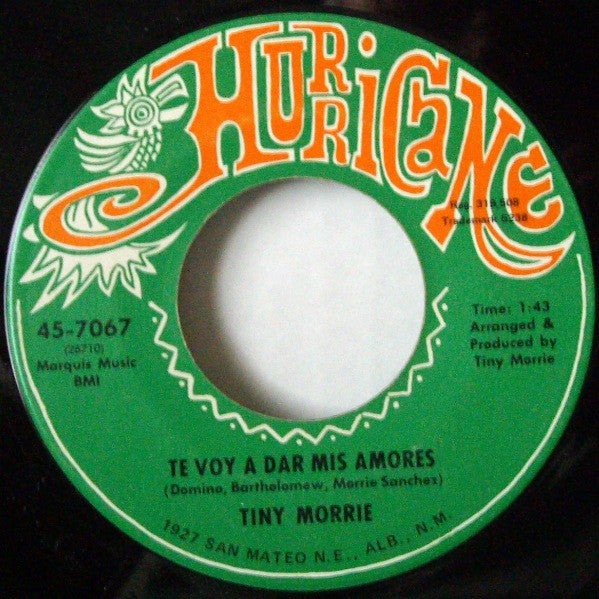 HURRICANE
Reg. 319,508
Trademark 6238
45-7067
(26710)
Marquis Music
BMI
Time: 1:43
Arranged &
Produced by
Tiny Morrie
TE VOY A DAR MIS AMORES
(Domino, Bartholomew, Morrie Sanchez)
TINY MORRIE
1927 SAN MATEO N.E., ALB., N.M.